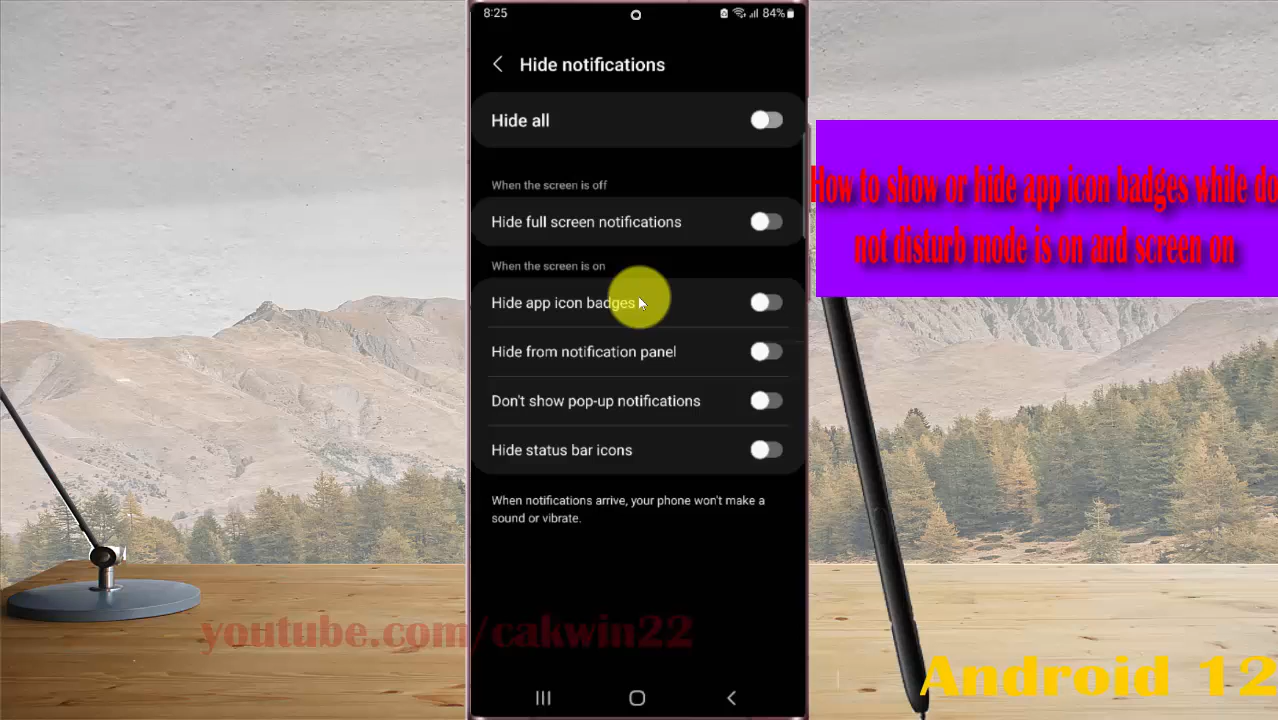 8:25
84%
Hide notifications
Hide all
When the screen is off
Hide full screen notifications
When the screen is on
Hide app icon badges
Hide from notification panel
Don't show pop-up notifications
Hide status bar icons
When notifications arrive, your phone won't make a
sound or vibrate.
How to show or hide app icon badges while do
not disturb mode is on and screen on
youtube.com/cakwin22
Android 12